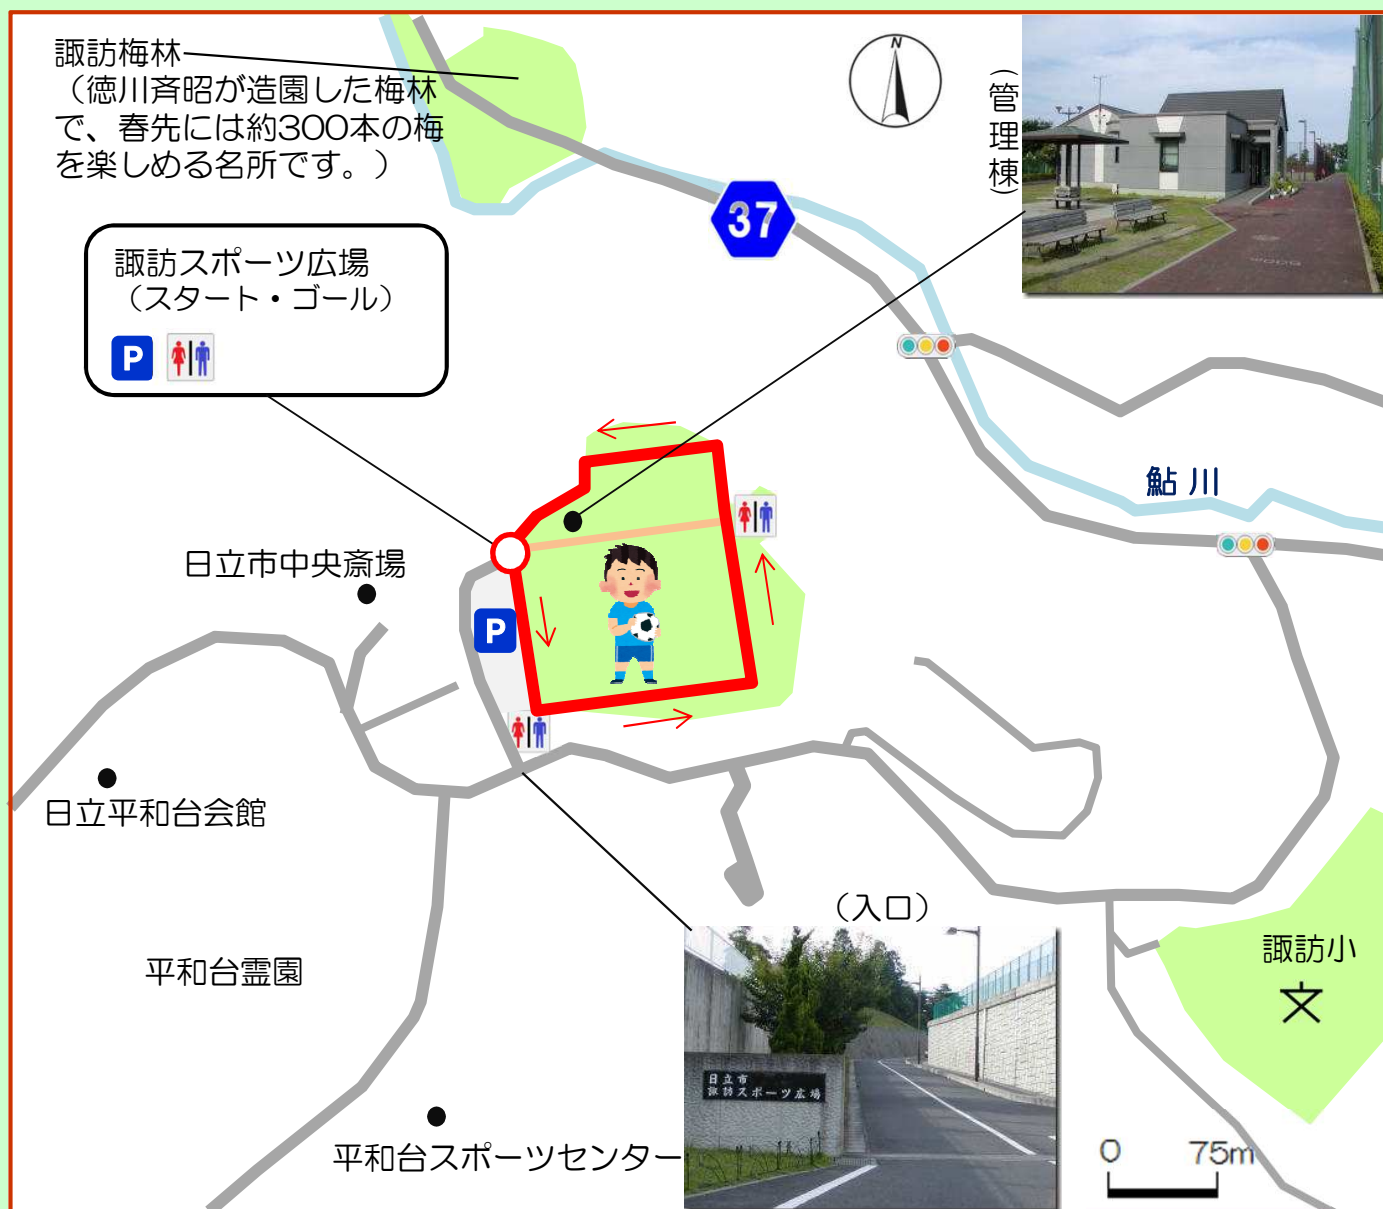 諏訪梅林
（徳川斉昭が造園した梅林
で、春先には約300本の梅
を楽しめる名所です。）
N
（管理棟）
37
諏訪スポーツ広場
（スタート・ゴール）
P
鮎川
日立市中央斎場
P
日立平和台会館
（入口）
諏訪小
文
平和台霊園
日立市
諏訪スポーツ広場
平和台スポーツセンター
0 75m